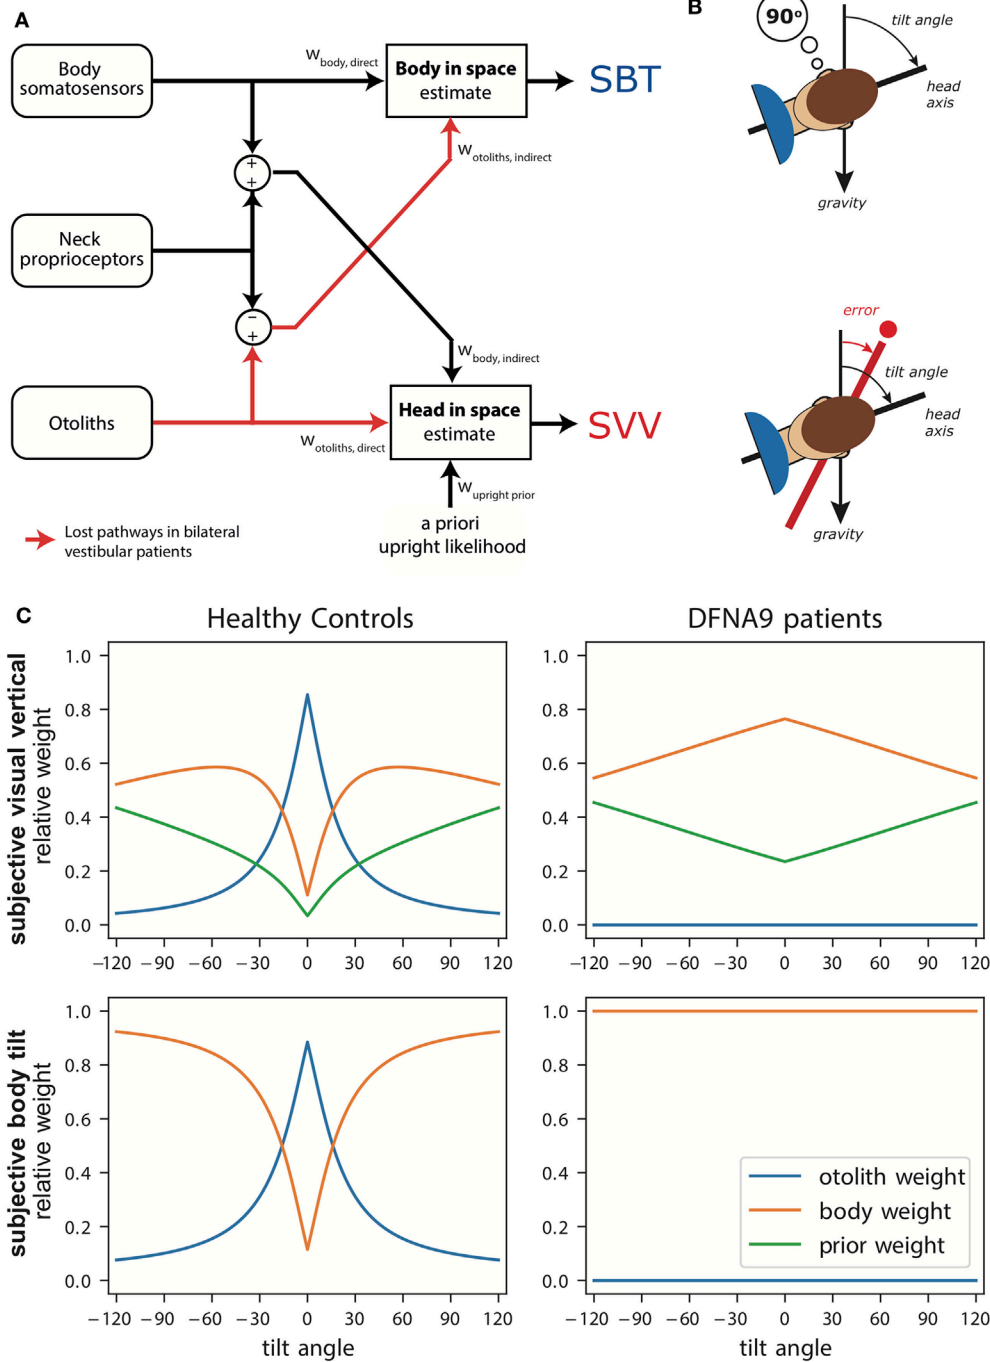 A
Body
somatosensors
w body, direct
Body in space
estimate
SBT
w otoliths, indirect
+
+
Neck
proprioceptors
−
+
w body, indirect
Otoliths
w otoliths, direct
Head in space
estimate
SVV
w upright prior
a priori
upright likelihood
Lost pathways in bilateral
vestibular patients
B
90o
tilt angle
head
axis
gravity
error
tilt angle
head
axis
gravity
C
Healthy Controls
DFNA9 patients
subjective visual vertical
relative weight
1.0
0.8
0.6
0.4
0.2
0.0
−120 −90 −60 −30 0 30 60 90 120
1.0
0.8
0.6
0.4
0.2
0.0
−120 −90 −60 −30 0 30 60 90 120
subjective body tilt
relative weight
1.0
0.8
0.6
0.4
0.2
0.0
−120 −90 −60 −30 0 30 60 90 120
tilt angle
1.0
0.8
0.6
0.4
0.2
0.0
otolith weight
body weight
prior weight
−120 −90 −60 −30 0 30 60 90 120
tilt angle